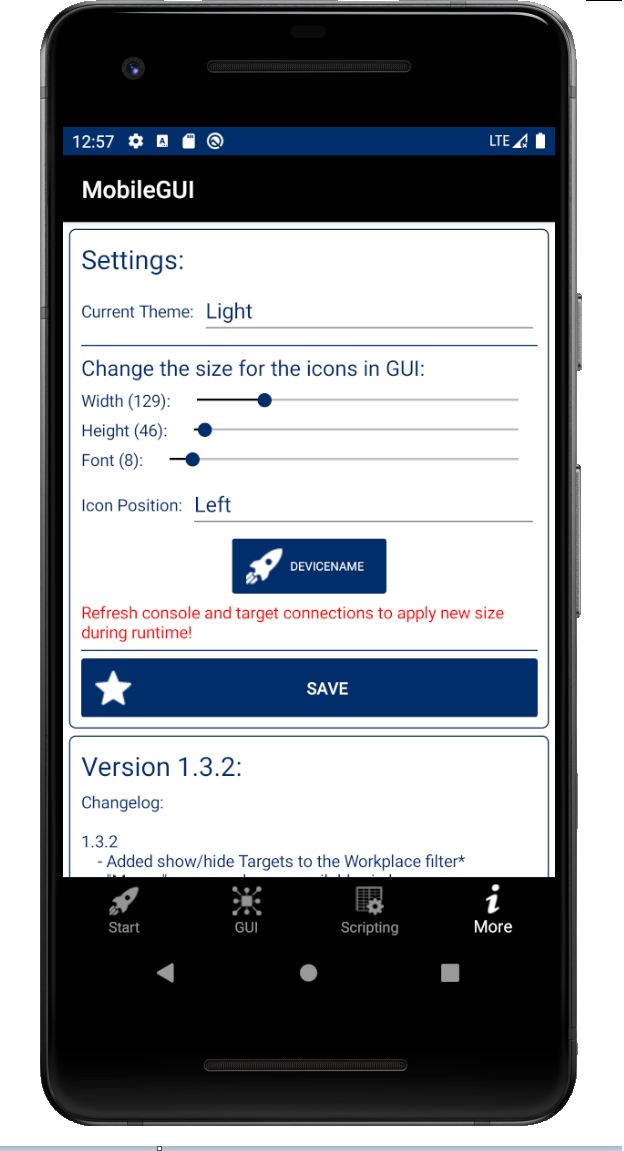 12:57
LTE
MobileGUI
Settings:
Current Theme: Light
Change the size for the icons in GUI:
Width (129):
Height (46):
Font (8):
Icon Position: Left
DEVICENAME
Refresh console and target connections to apply new size
during runtime!
SAVE
Version 1.3.2:
Changelog:
1.3.2
- Added show/hide Targets to the Workplace filter*
Start
GUI
Scripting
More